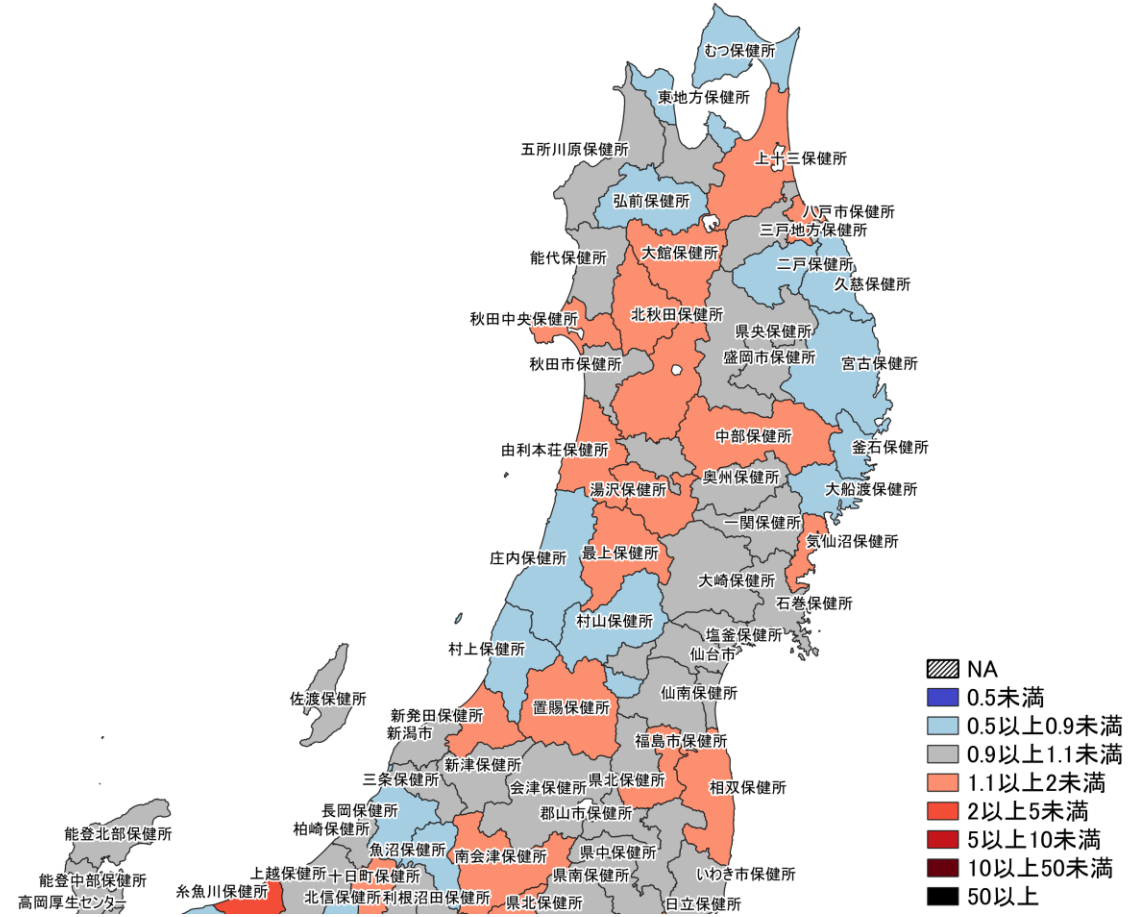 むつ保健所
東地方保健所
五所川原保健所
上十三保健所
弘前保健所
八戸市保健所
三戸地方保健所
大館保健所
能代保健所
二戸保健所
久慈保健所
北秋田保健所
秋田中央保健所
県央保健所
盛岡市保健所
秋田市保健所
宮古保健所
中部保健所
由利本荘保健所
釜石保健所
奥州保健所
湯沢保健所
大船渡保健所
一関保健所
気仙沼保健所
庄内保健所
最上保健所
大崎保健所
石巻保健所
村山保健所
塩釜保健所
村上保健所
仙台市
仙南保健所
佐渡保健所
置賜保健所
新発田保健所
新潟市
福島市保健所
新津保健所
三条保健所
会津保健所
県北保健所
相双保健所
長岡保健所
郡山市保健所
柏崎保健所
能登北部保健所
魚沼保健所
南会津保健所
県中保健所
上越保健所
十日町保健所
県南保健所
いわき市保健所
能登中部保健所
糸魚川保健所
北信保健所
利根沼田保健所
県北保健所
日立保健所
高岡厚生センター
NA
0.5未満
0.5以上0.9未満
0.9以上1.1未満
1.1以上2未満
2以上5未満
5以上10未満
10以上50未満
50以上